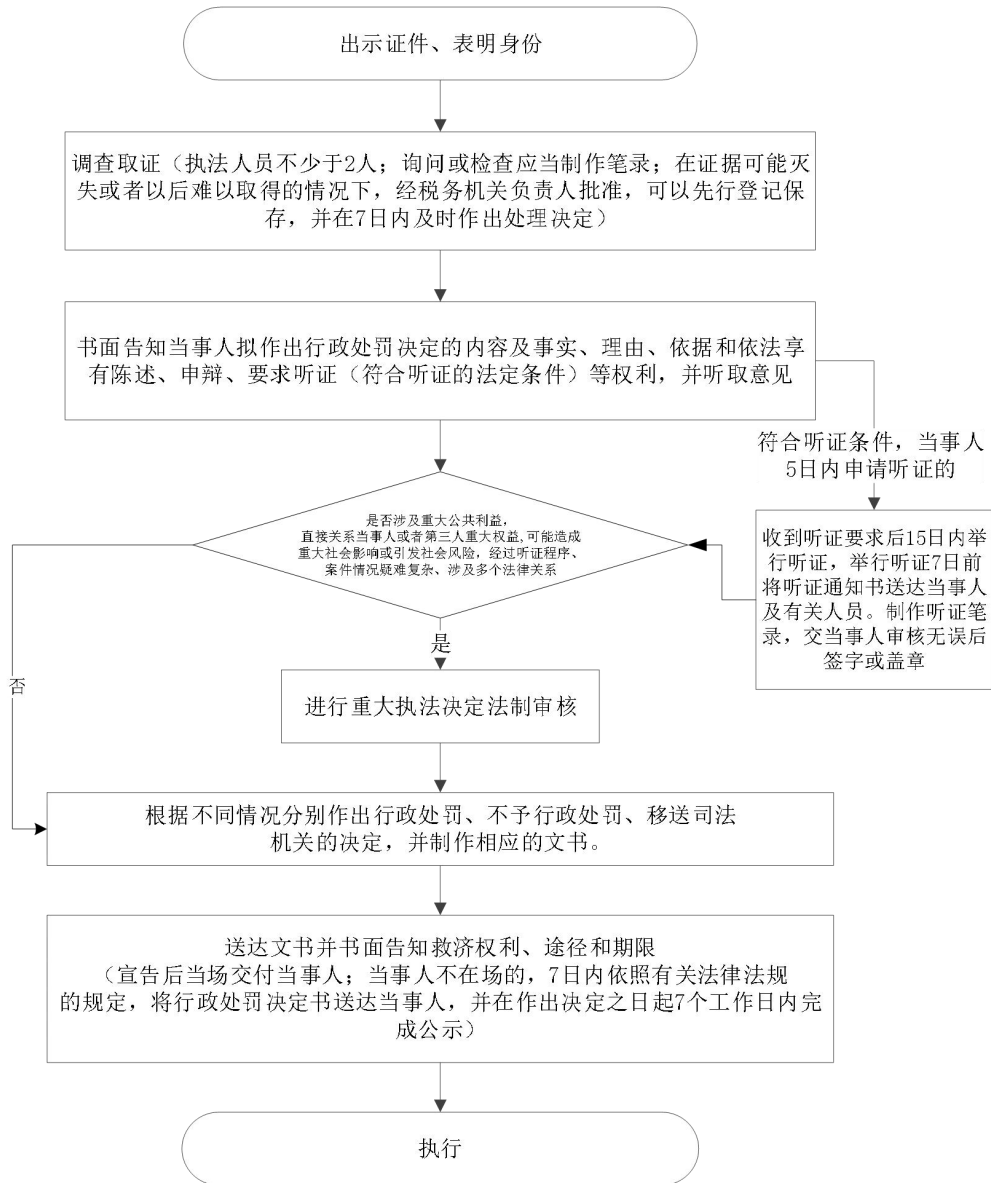 出示证件、表明身份
调查取证（执法人员不少于2人；询问或检查应当制作笔录；在证据可能灭
失或者以后难以取得的情况下，经税务机关负责人批准，可以先行登记保
存，并在7日内及时作出处理决定）
书面告知当事人拟作出行政处罚决定的内容及事实、理由、依据和依法享
有陈述、申辩、要求听证（符合听证的法定条件）等权利，并听取意见
符合听证条件，当事人
5日内申请听证的
收到听证要求后15日内举
行听证，举行听证7日前
将听证通知书送达当事人
及有关人员。制作听证笔
录，交当事人审核无误后
签字或盖章
是否涉及重大公共利益，
直接关系当事人或者第三人重大权益,可能造成
重大社会影响或引发社会风险，经过听证程序、
案件情况疑难复杂、涉及多个法律关系
是
否
进行重大执法决定法制审核
根据不同情况分别作出行政处罚、不予行政处罚、移送司法
机关的决定，并制作相应的文书。
送达文书并书面告知救济权利、途径和期限
（宣告后当场交付当事人；当事人不在场的，7日内依照有关法律法规
的规定，将行政处罚决定书送达当事人，并在作出决定之日起7个工作日内完
成公示）
执行